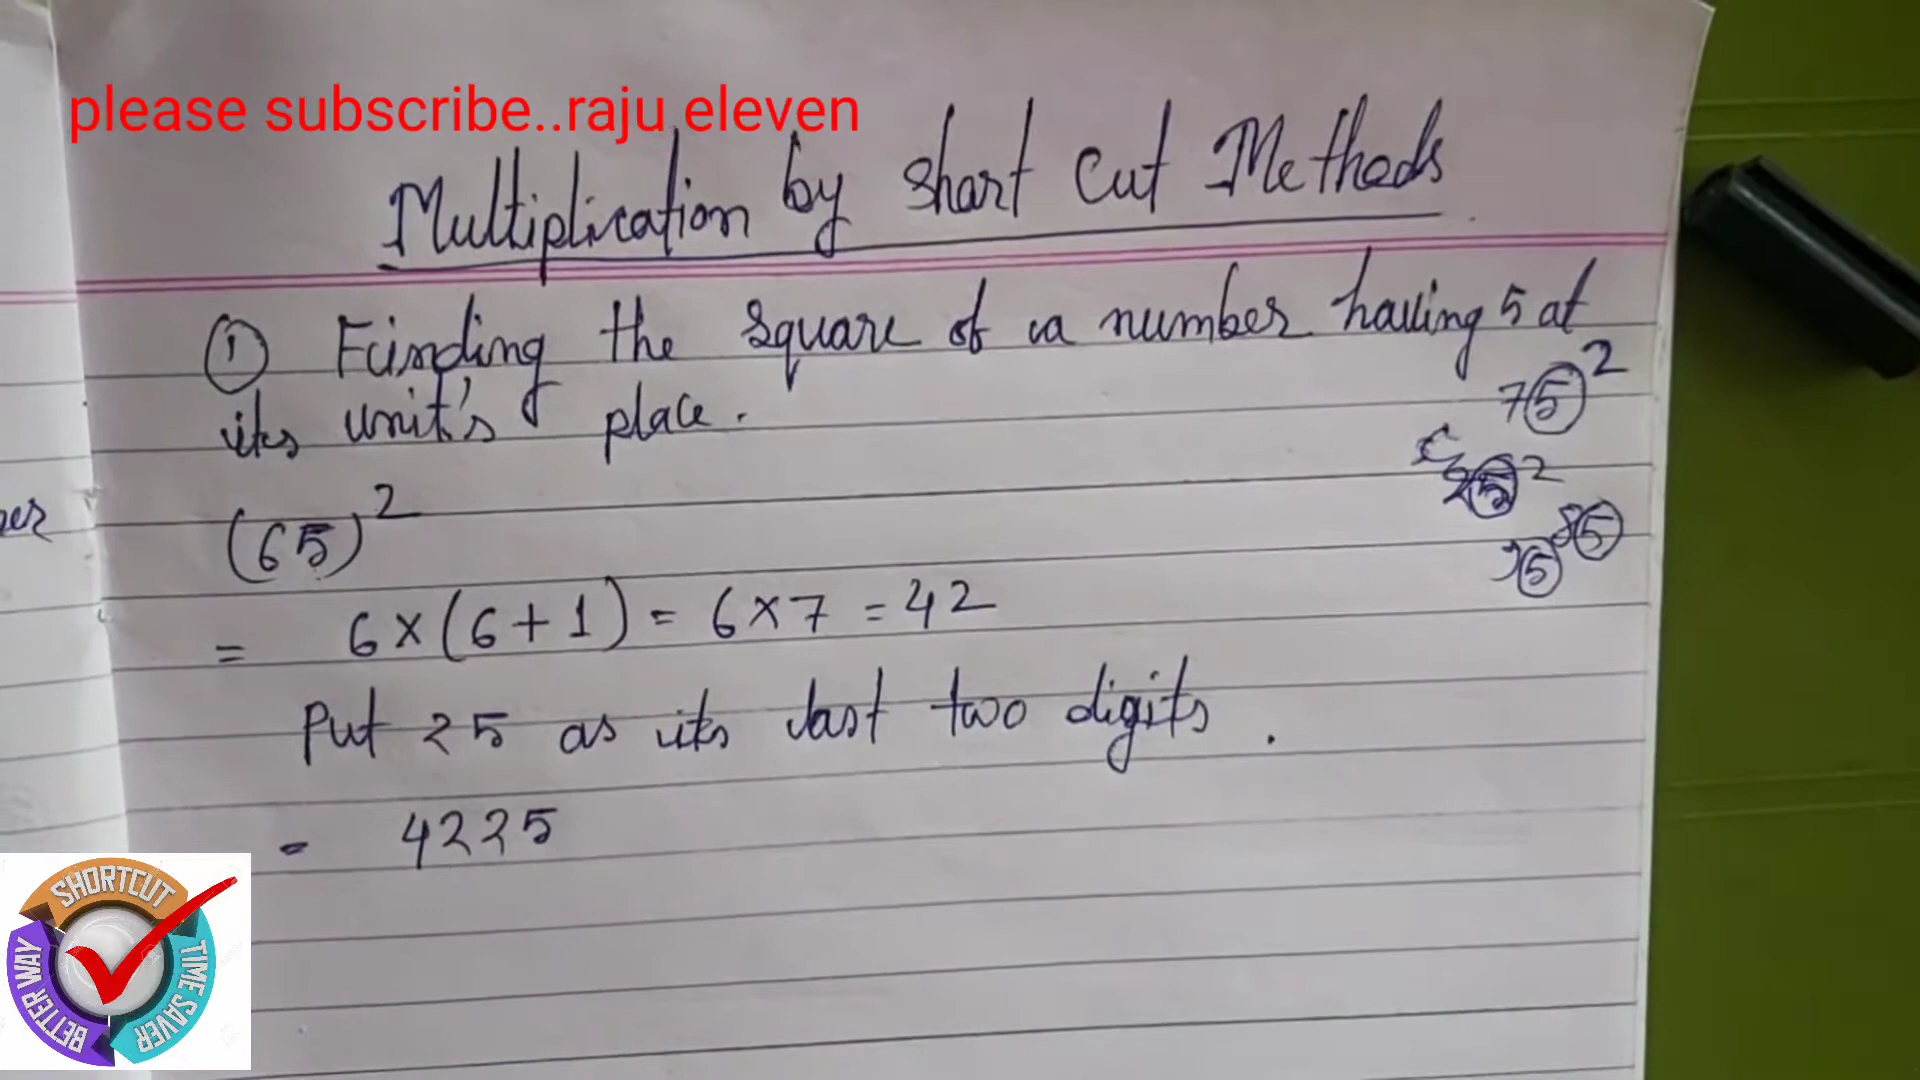 please subscribe..raju eleven
Multiplication by Short Cut Methods
① Finding the square of a number having 5 at
its unit's place.
75²
25²
85
(65)²
= 6×(6+1) = 6×7 = 42
Put 25 as its last two digits.
= 4225
SHORTCUT
TIME SAVER
BETTER WAY